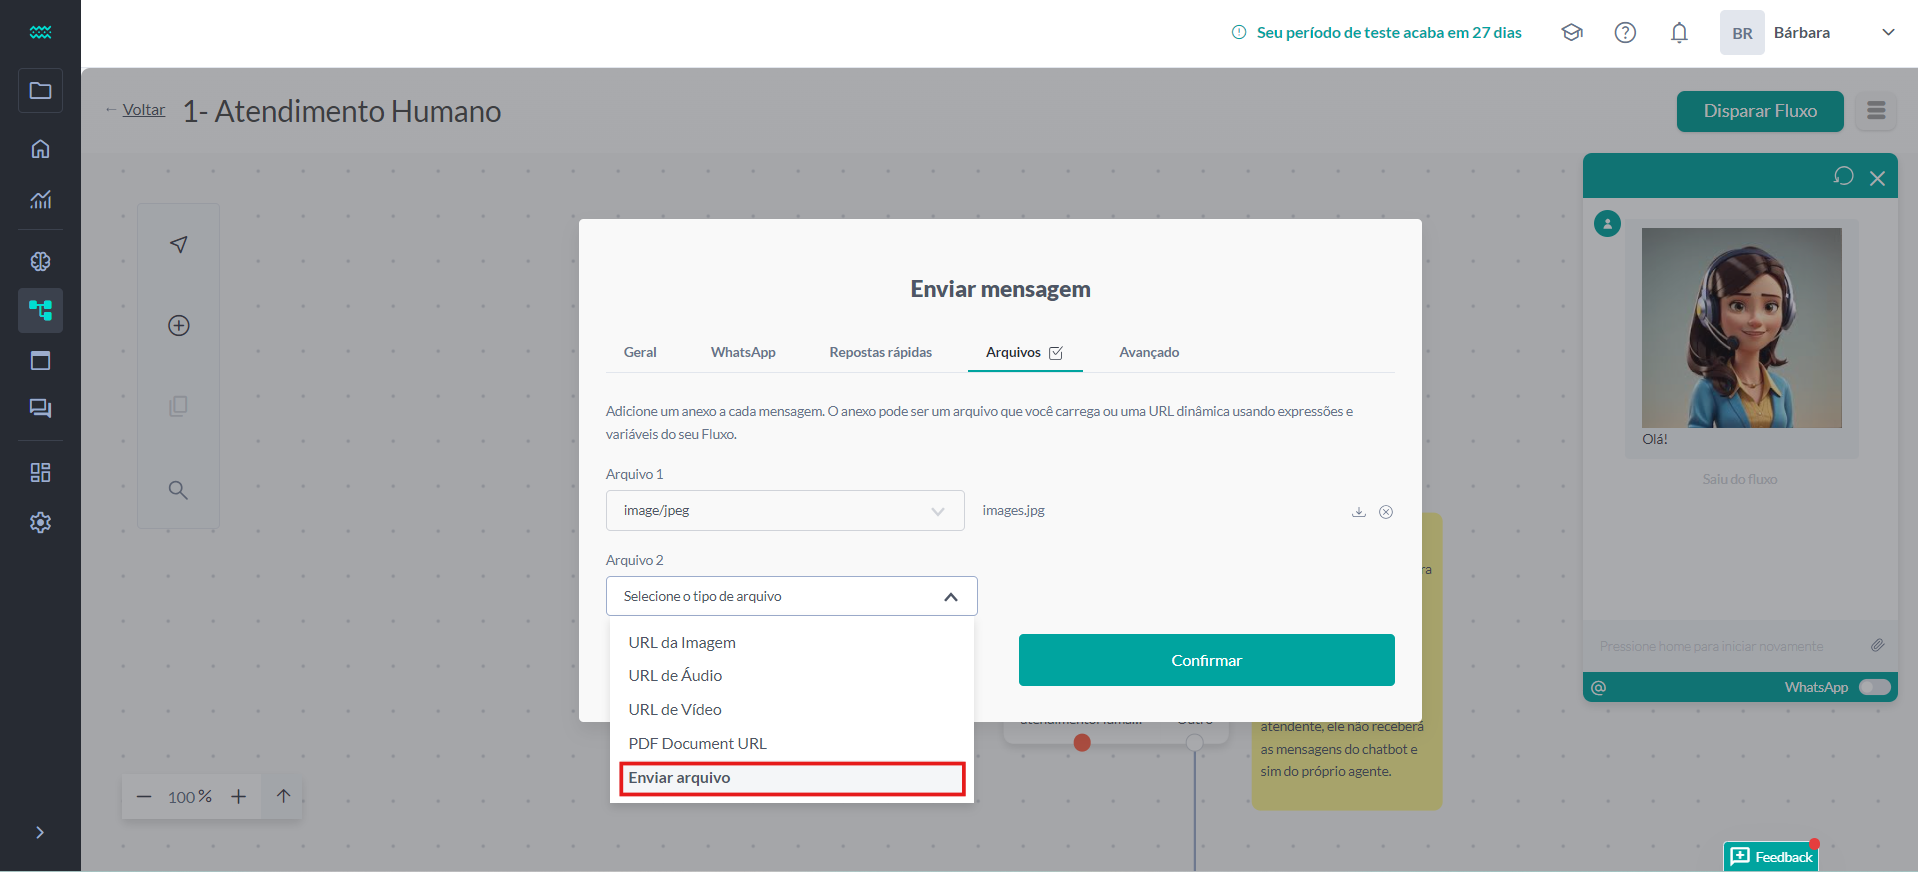 Seu período de teste acaba em 27 dias
BR
Bárbara
← Voltar
1- Atendimento Humano
Disparar Fluxo
Enviar mensagem
Geral
WhatsApp
Repostas rápidas
Arquivos
Avançado
Adicione um anexo a cada mensagem. O anexo pode ser um arquivo que você carrega ou uma URL dinâmica usando expressões e
variáveis do seu Fluxo.
Arquivo 1
image/jpeg
images.jpg
Arquivo 2
Selecione o tipo de arquivo
URL da Imagem
URL de Áudio
URL de Vídeo
PDF Document URL
Enviar arquivo
Confirmar
Olá!
Saiu do fluxo
Pressione home para iniciar novamente
WhatsApp
ra
Outro
atendente, ele não receberá
as mensagens do chatbot e
sim do próprio agente.
100%
Feedback